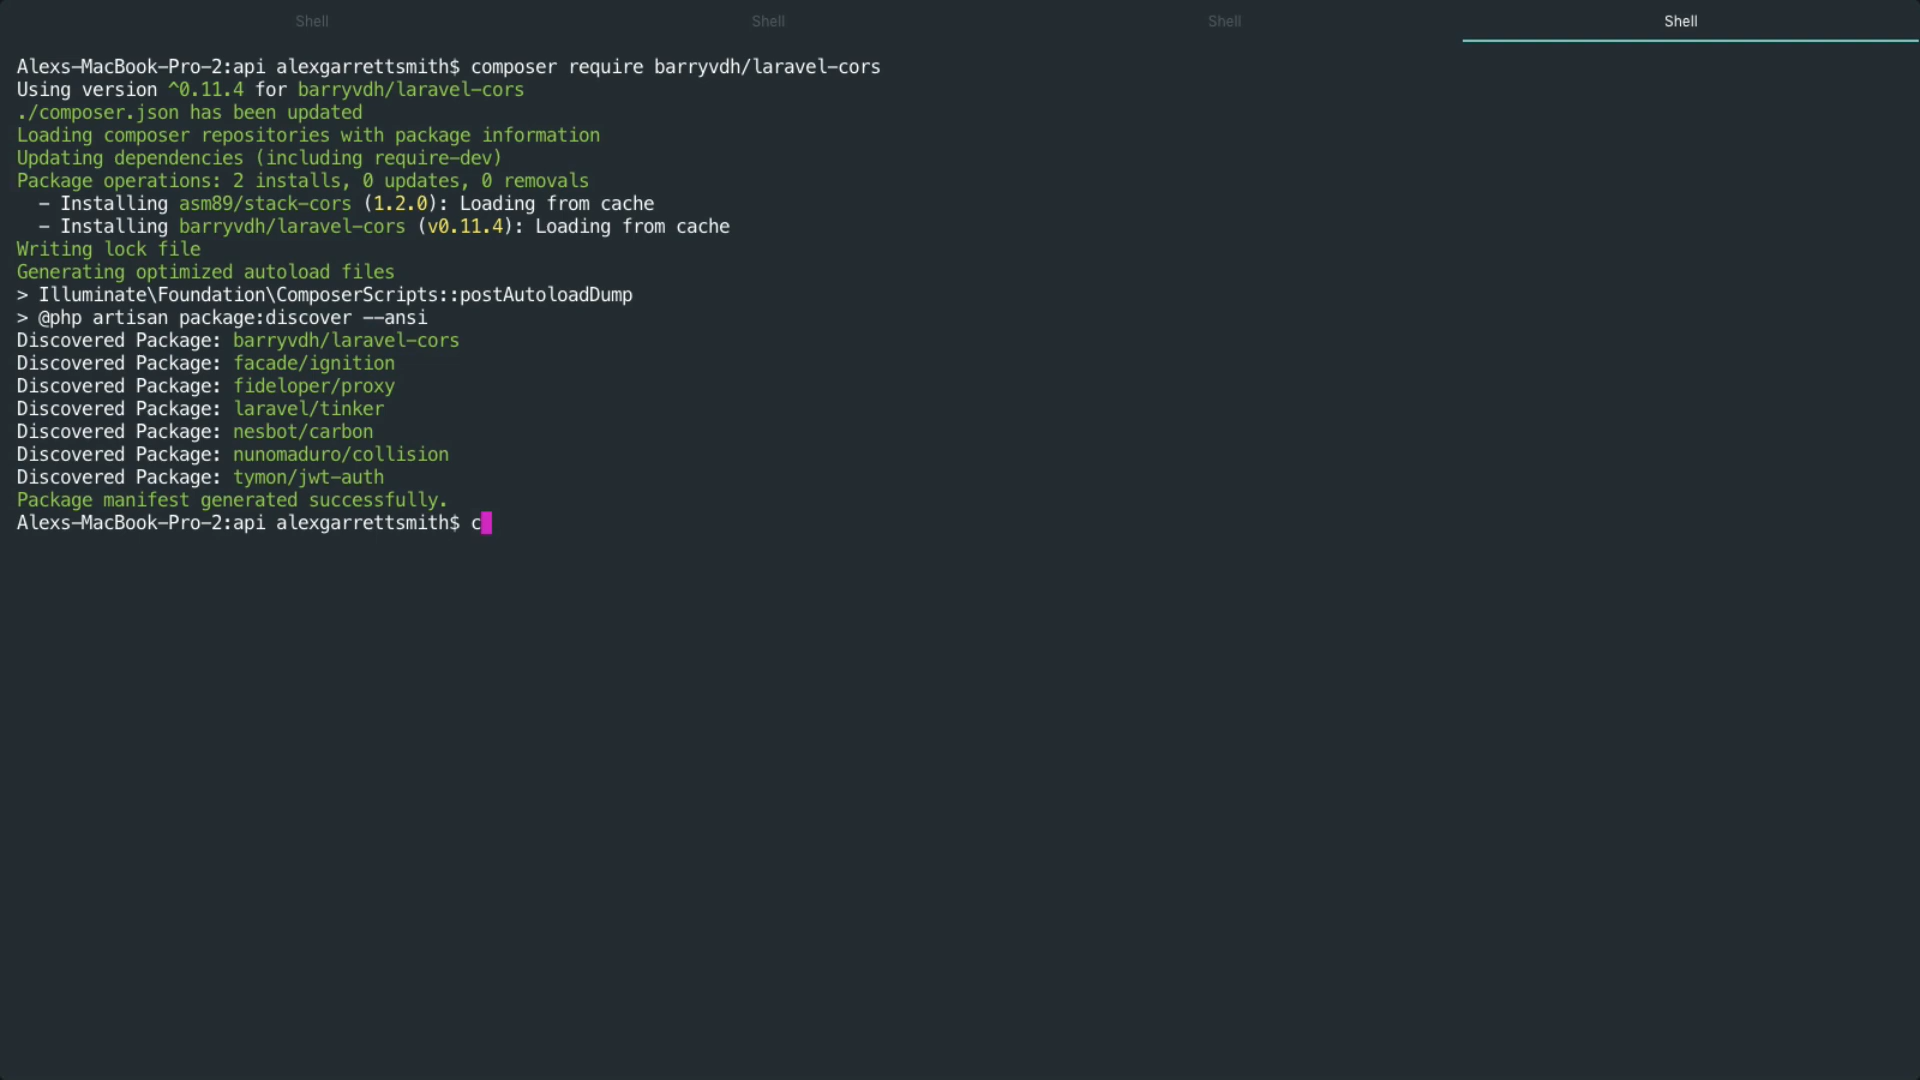 Shell Shell Shell Shell
Alexs-MacBook-Pro-2:api alexgarrettsmith$ composer require barryvdh/laravel-cors
Using version ^0.11.4 for barryvdh/laravel-cors
./composer.json has been updated
Loading composer repositories with package information
Updating dependencies (including require-dev)
Package operations: 2 installs, 0 updates, 0 removals
  - Installing asm89/stack-cors (1.2.0): Loading from cache
  - Installing barryvdh/laravel-cors (v0.11.4): Loading from cache
Writing lock file
Generating optimized autoload files
> Illuminate\Foundation\ComposerScripts::postAutoloadDump
> @php artisan package:discover --ansi
Discovered Package: barryvdh/laravel-cors
Discovered Package: facade/ignition
Discovered Package: fideloper/proxy
Discovered Package: laravel/tinker
Discovered Package: nesbot/carbon
Discovered Package: nunomaduro/collision
Discovered Package: tymon/jwt-auth
Package manifest generated successfully.
Alexs-MacBook-Pro-2:api alexgarrettsmith$ c